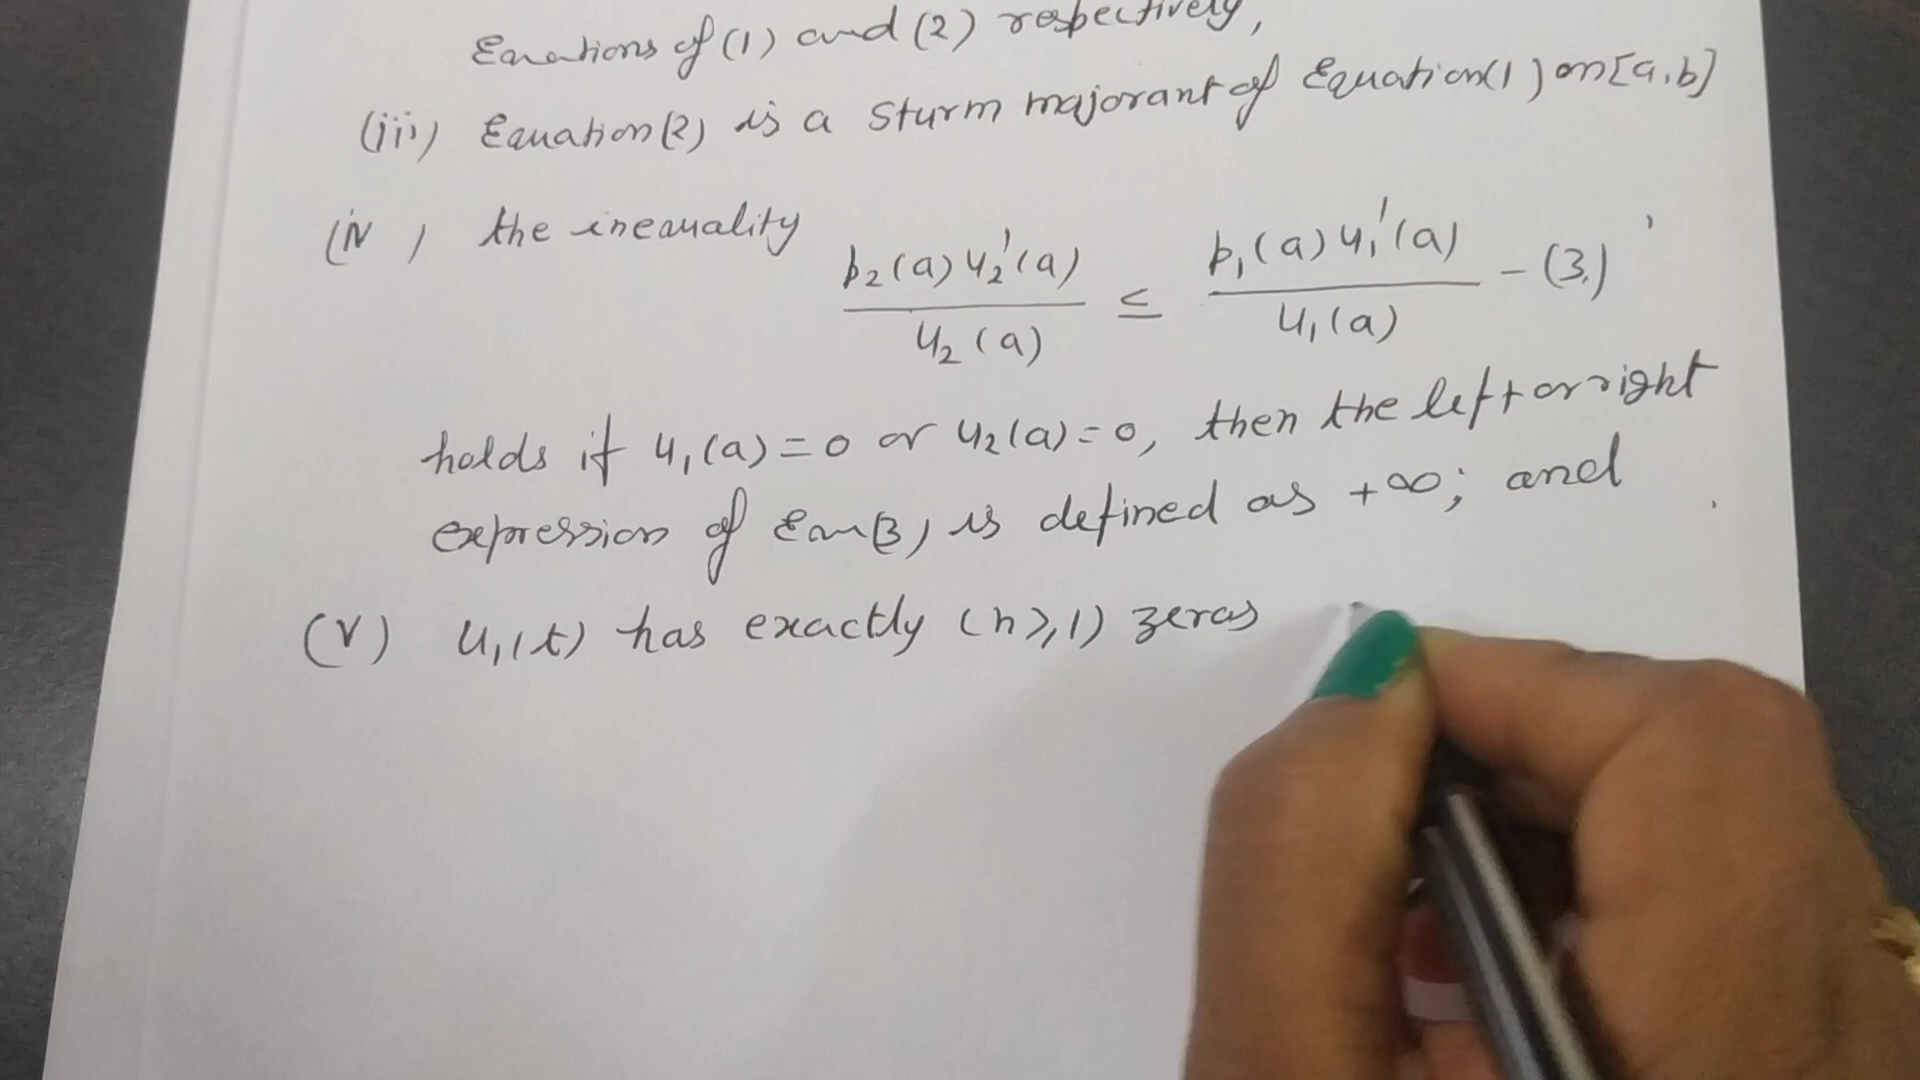 Equations of (1) and (2) respectively,
(iii) Equation (2) is a Sturm majorant of Equation (1) on [a,b]
(iv) the inequality
p₂(a) u₂'(a) / u₂(a) ≤ p₁(a) u₁'(a) / u₁(a) - (3)
holds if u₁(a) = 0 or u₂(a) = 0, then the left or right
expression of Eqn (3) is defined as +∞; and
(V) u₁(t) has exactly (n≥1) zeros